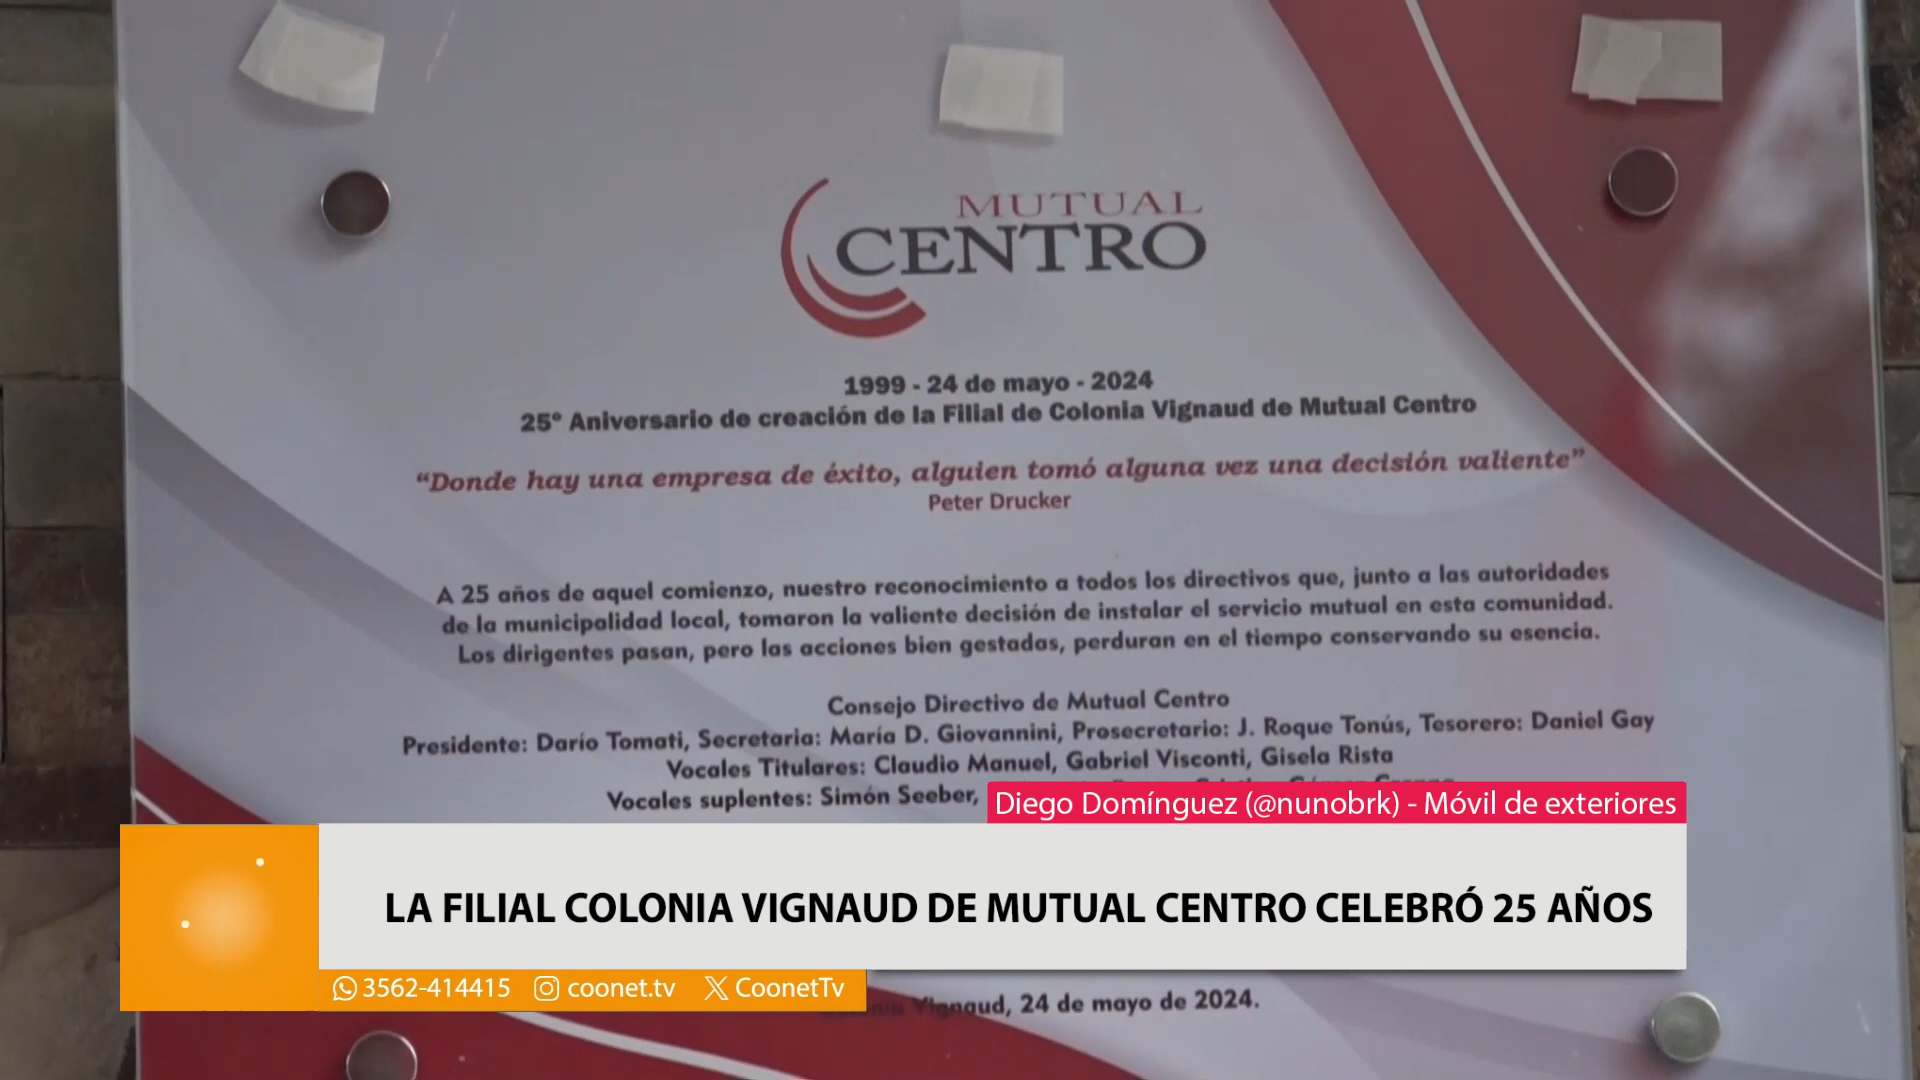 MUTUAL
CENTRO
1999 - 24 de mayo - 2024
25º Aniversario de creación de la Filial de Colonia Vignaud de Mutual Centro
“Donde hay una empresa de éxito, alguien tomó alguna vez una decisión valiente”
Peter Drucker
A 25 años de aquel comienzo, nuestro reconocimiento a todos los directivos que, junto a las autoridades
de la municipalidad local, tomaron la valiente decisión de instalar el servicio mutual en esta comunidad.
Los dirigentes pasan, pero las acciones bien gestadas, perduran en el tiempo conservando su esencia.
Consejo Directivo de Mutual Centro
Presidente: Darío Tomati, Secretaria: María D. Giovannini, Prosecretario: J. Roque Tonús, Tesorero: Daniel Gay
Vocales Titulares: Claudio Manuel, Gabriel Visconti, Gisela Rista
Vocales suplentes: Simón Seeber,
Diego Domínguez (@nunobrk) - Móvil de exteriores
LA FILIAL COLONIA VIGNAUD DE MUTUAL CENTRO CELEBRÓ 25 AÑOS
3562-414415 coonet.tv CoonetTv
Vignaud, 24 de mayo de 2024.